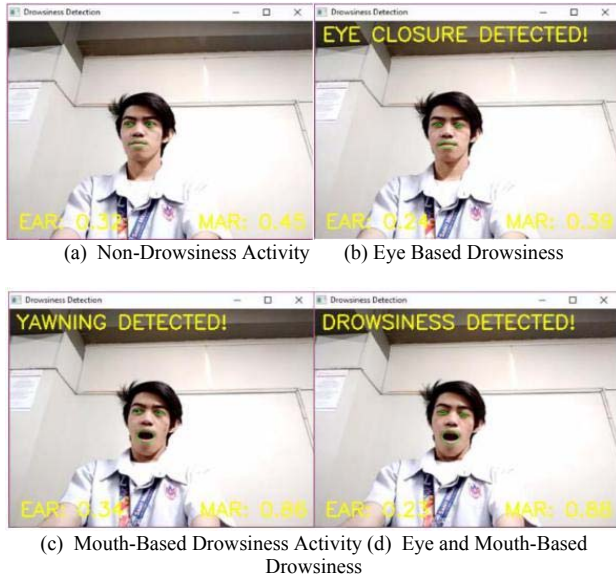 Drowsiness Detection
Drowsiness Detection
EYE CLOSURE DETECTED!
EAR: 0.33 MAR: 0.45
EAR: 0.24 MAR: 0.39
(a) Non-Drowsiness Activity
(b) Eye Based Drowsiness
Drowsiness Detection
Drowsiness Detection
YAWNING DETECTED!
DROWSINESS DETECTED!
EAR: 0.34 MAR: 0.86
EAR: 0.23 MAR: 0.88
(c) Mouth-Based Drowsiness Activity (d) Eye and Mouth-Based
Drowsiness